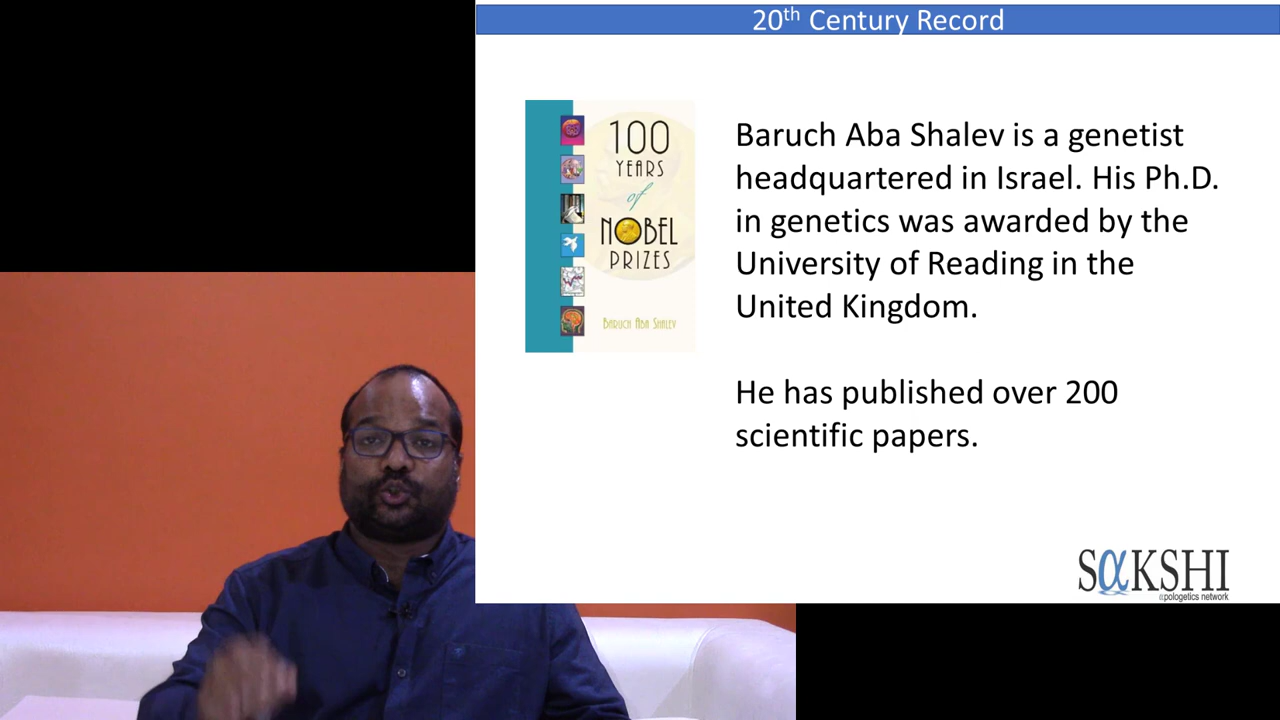 20th Century Record
100
YEARS
of
NOBEL
PRIZES
BARUCH ABA SHALEV
Baruch Aba Shalev is a genetist
headquartered in Israel. His Ph.D.
in genetics was awarded by the
University of Reading in the
United Kingdom.
He has published over 200
scientific papers.
SαKSHI
αpologetics network